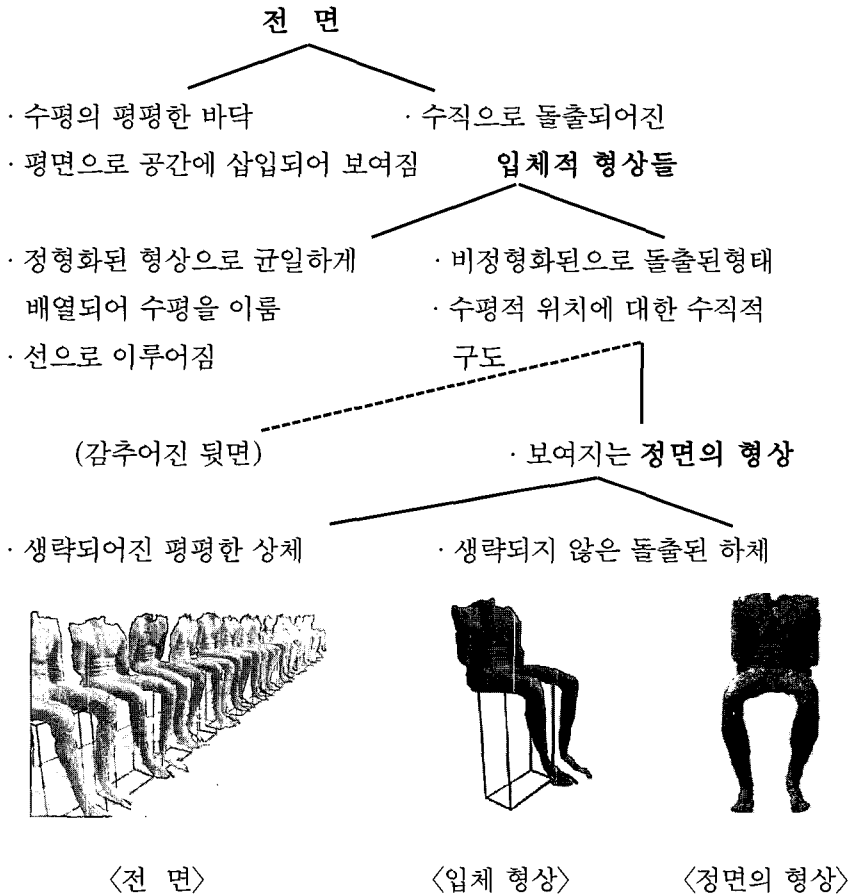 전 면
· 수평의 평평한 바닥 · 수직으로 돌출되어진
· 평면으로 공간에 삽입되어 보여짐 입체적 형상들
· 정형화된 형상으로 균일하게 · 비정형화된으로 돌출된형태
배열되어 수평을 이룸 · 수평적 위치에 대한 수직적
· 선으로 이루어짐 구도
(감추어진 뒷면) · 보여지는 정면의 형상
· 생략되어진 평평한 상체 · 생략되지 않은 돌출된 하체
〈전 면〉 〈입체 형상〉 〈정면의 형상〉